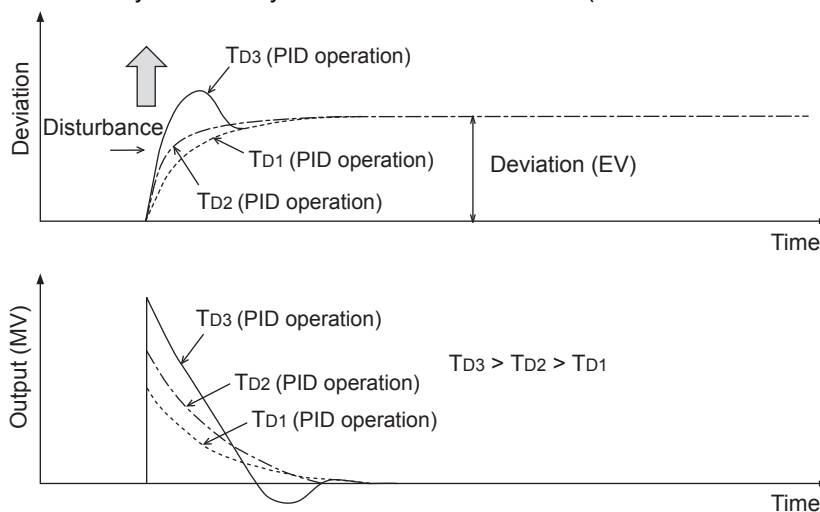 Deviation
TD3 (PID operation)
Disturbance
TD1 (PID operation)
Deviation (EV)
TD2 (PID operation)
Time
Output (MV)
TD3 (PID operation)
TD3 > TD2 > TD1
TD2 (PID operation)
TD1 (PID operation)
Time